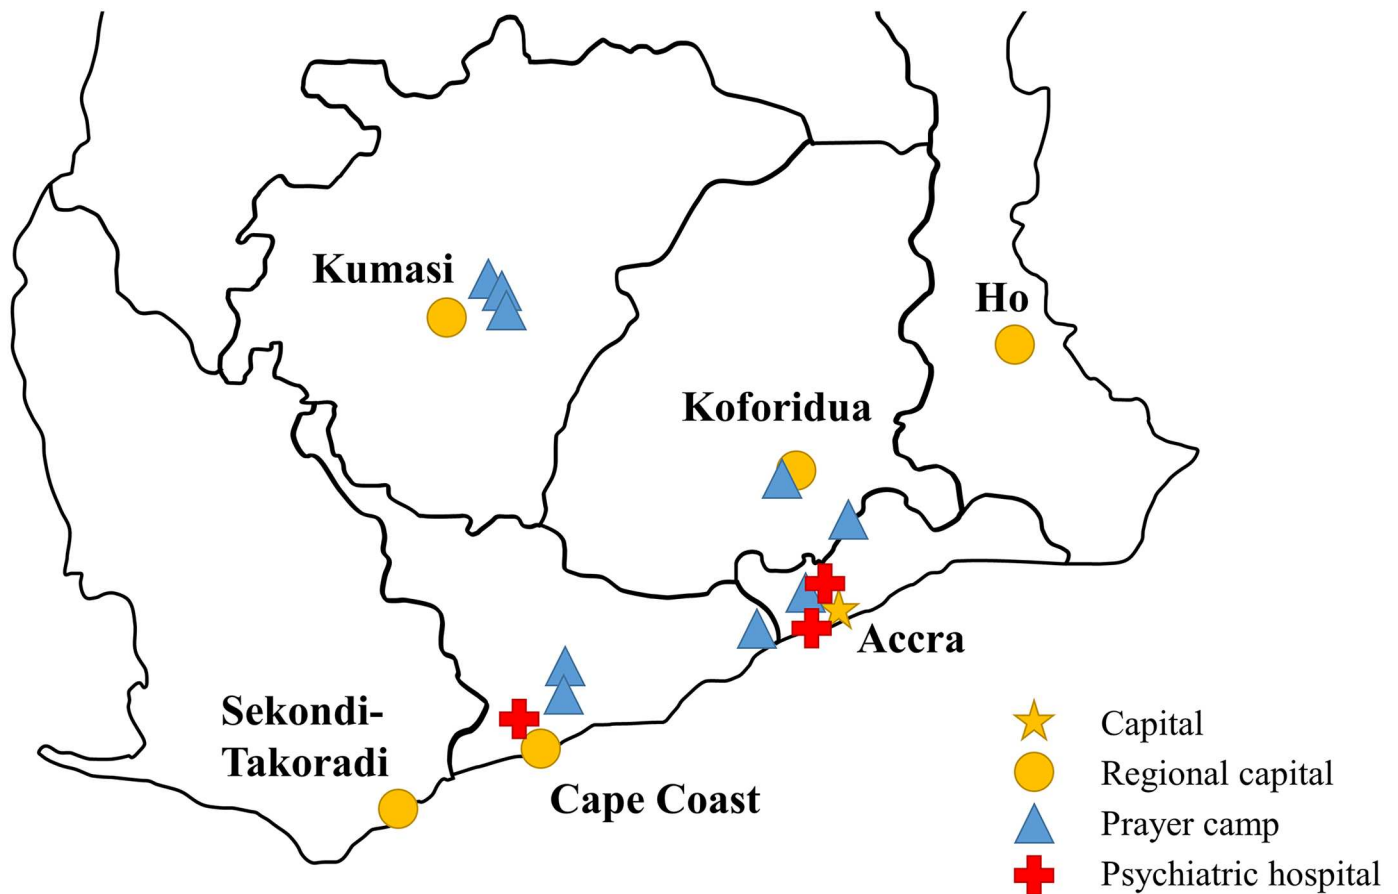 Kumasi
Ho
Koforidua
Accra
Sekondi-
Takoradi
Cape Coast
Capital
Regional capital
Prayer camp
Psychiatric hospital